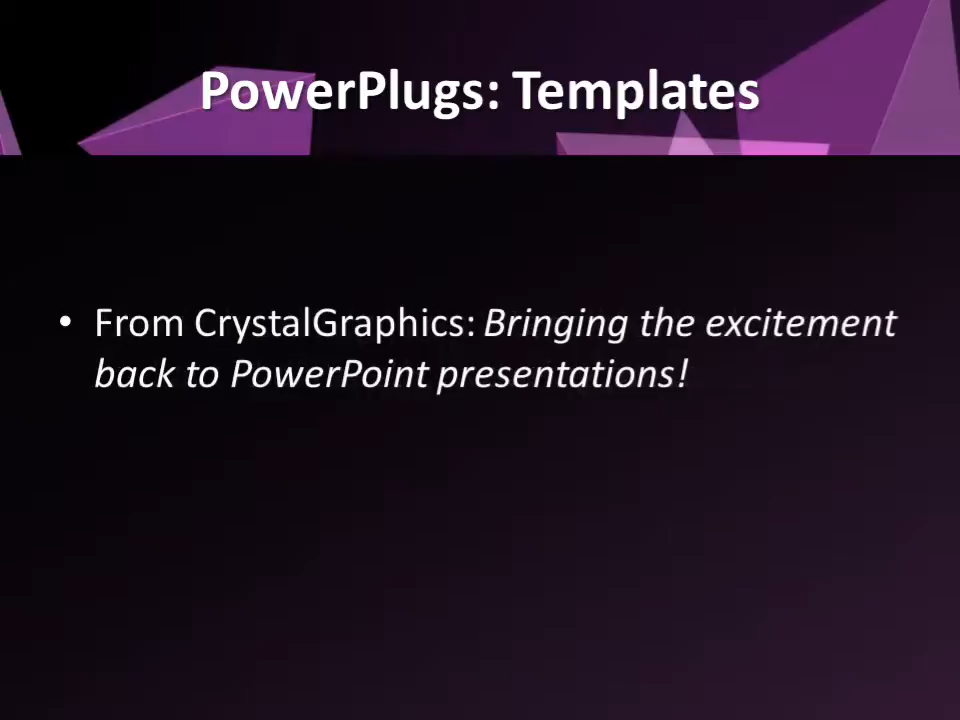 PowerPlugs: Templates
• From CrystalGraphics: Bringing the excitement
back to PowerPoint presentations!